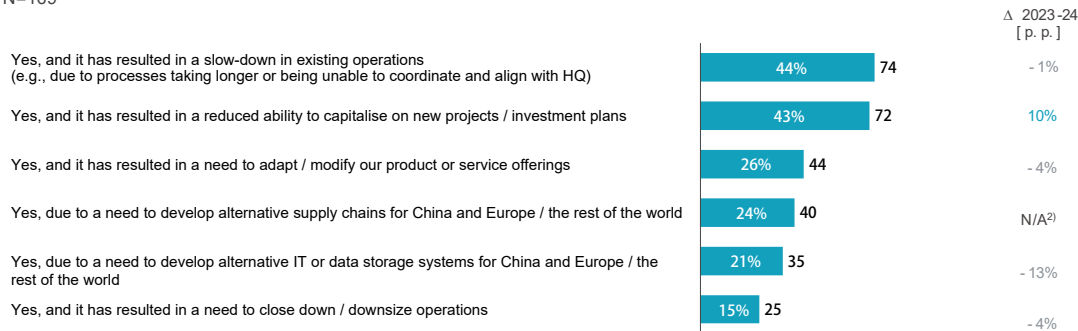 Δ 2023-24
[ p. p. ]
Yes, and it has resulted in a slow-down in existing operations
(e.g., due to processes taking longer or being unable to coordinate and align with HQ)
44% 74 - 1%
Yes, and it has resulted in a reduced ability to capitalise on new projects / investment plans
43% 72 10%
Yes, and it has resulted in a need to adapt / modify our product or service offerings
26% 44 - 4%
Yes, due to a need to develop alternative supply chains for China and Europe / the rest of the world
24% 40 N/A²⁾
Yes, due to a need to develop alternative IT or data storage systems for China and Europe / the
rest of the world
21% 35 - 13%
Yes, and it has resulted in a need to close down / downsize operations
15% 25 - 4%